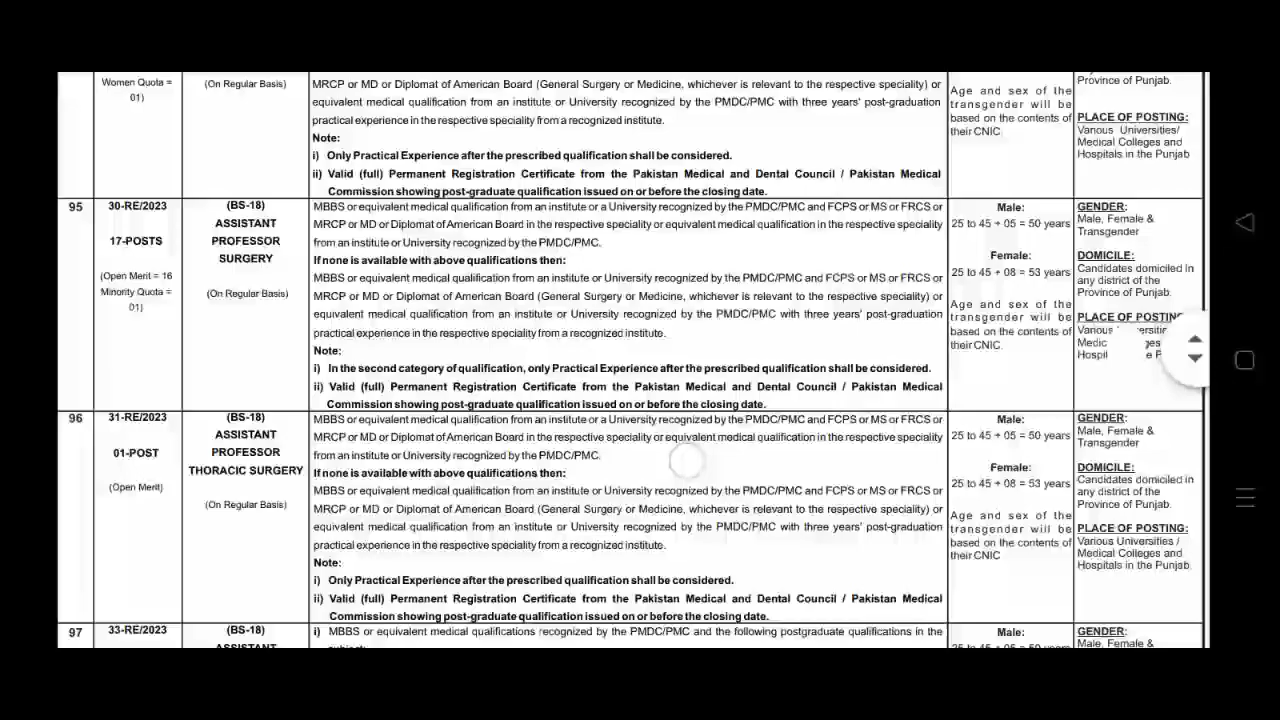 Women Quota =
01)
(On Regular Basis)
MRCP or MD or Diplomat of American Board (General Surgery or Medicine, whichever is relevant to the respective speciality) or
equivalent medical qualification from an institute or University recognized by the PMDC/PMC with three years' post-graduation
practical experience in the respective speciality from a recognized institute.
Note:
i) Only Practical Experience after the prescribed qualification shall be considered.
ii) Valid (full) Permanent Registration Certificate from the Pakistan Medical and Dental Council / Pakistan Medical
Commission showing post-graduate qualification issued on or before the closing date.
Age and sex of the
transgender will be
based on the contents of
their CNIC
Province of Punjab.
PLACE OF POSTING:
Various Universities/
Medical Colleges and
Hospitals in the Punjab
95
30-RE/2023
17-POSTS
(Open Merit = 16
Minority Quota =
01)
(BS-18)
ASSISTANT
PROFESSOR
SURGERY
(On Regular Basis)
MBBS or equivalent medical qualification from an institute or a University recognized by the PMDC/PMC and FCPS or MS or FRCS or
MRCP or MD or Diplomat of American Board in the respective speciality or equivalent medical qualification in the respective speciality
from an institute or University recognized by the PMDC/PMC.
If none is available with above qualifications then:
MBBS or equivalent medical qualification from an institute or University recognized by the PMDC/PMC and FCPS or MS or FRCS or
MRCP or MD or Diplomat of American Board (General Surgery or Medicine, whichever is relevant to the respective speciality) or
equivalent medical qualification from an institute or University recognized by the PMDC/PMC with three years' post-graduation
practical experience in the respective speciality from a recognized institute.
Note:
i) In the second category of qualification, only Practical Experience after the prescribed qualification shall be considered.
ii) Valid (full) Permanent Registration Certificate from the Pakistan Medical and Dental Council / Pakistan Medical
Commission showing post-graduate qualification issued on or before the closing date.
Male:
25 to 45 + 05 = 50 years
Female:
25 to 45 + 08 = 53 years
Age and sex of the
transgender will be
based on the contents of
their CNIC.
GENDER:
Male, Female &
Transgender
DOMICILE:
Candidates domiciled in
any district of the
Province of Punjab.
PLACE OF POSTING
Various
96
31-RE/2023
01-POST
(Open Merit)
(BS-18)
ASSISTANT
PROFESSOR
THORACIC SURGERY
(On Regular Basis)
MBBS or equivalent medical qualification from an institute or a University recognized by the PMDC/PMC and FCPS or MS or FRCS or
MRCP or MD or Diplomat of American Board in the respective speciality or equivalent medical qualification in the respective speciality
from an institute or University recognized by the PMDC/PMC.
If none is available with above qualifications then:
MBBS or equivalent medical qualification from an institute or University recognized by the PMDC/PMC and FCPS or MS or FRCS or
MRCP or MD or Diplomat of American Board (General Surgery or Medicine, whichever is relevant to the respective speciality) or
equivalent medical qualification from an institute or University recognized by the PMDC/PMC with three years' post-graduation
practical experience in the respective speciality from a recognized institute.
Note:
i) Only Practical Experience after the prescribed qualification shall be considered.
ii) Valid (full) Permanent Registration Certificate from the Pakistan Medical and Dental Council / Pakistan Medical
Commission showing post-graduate qualification issued on or before the closing date.
Male:
25 to 45 + 05 = 50 years
Female:
25 to 45 + 08 = 53 years
Age and sex of the
transgender will be
based on the contents of
their CNIC
GENDER:
Male, Female &
Transgender
DOMICILE:
Candidates domiciled in
any district of the
Province of Punjab.
PLACE OF POSTING:
Various Universities /
Medical Colleges and
Hospitals in the Punjab.
97
33-RE/2023
(BS-18)
i) MBBS or equivalent medical qualifications recognized by the PMDC/PMC and the following postgraduate qualifications in the
Male:
GENDER:
Male, Female &